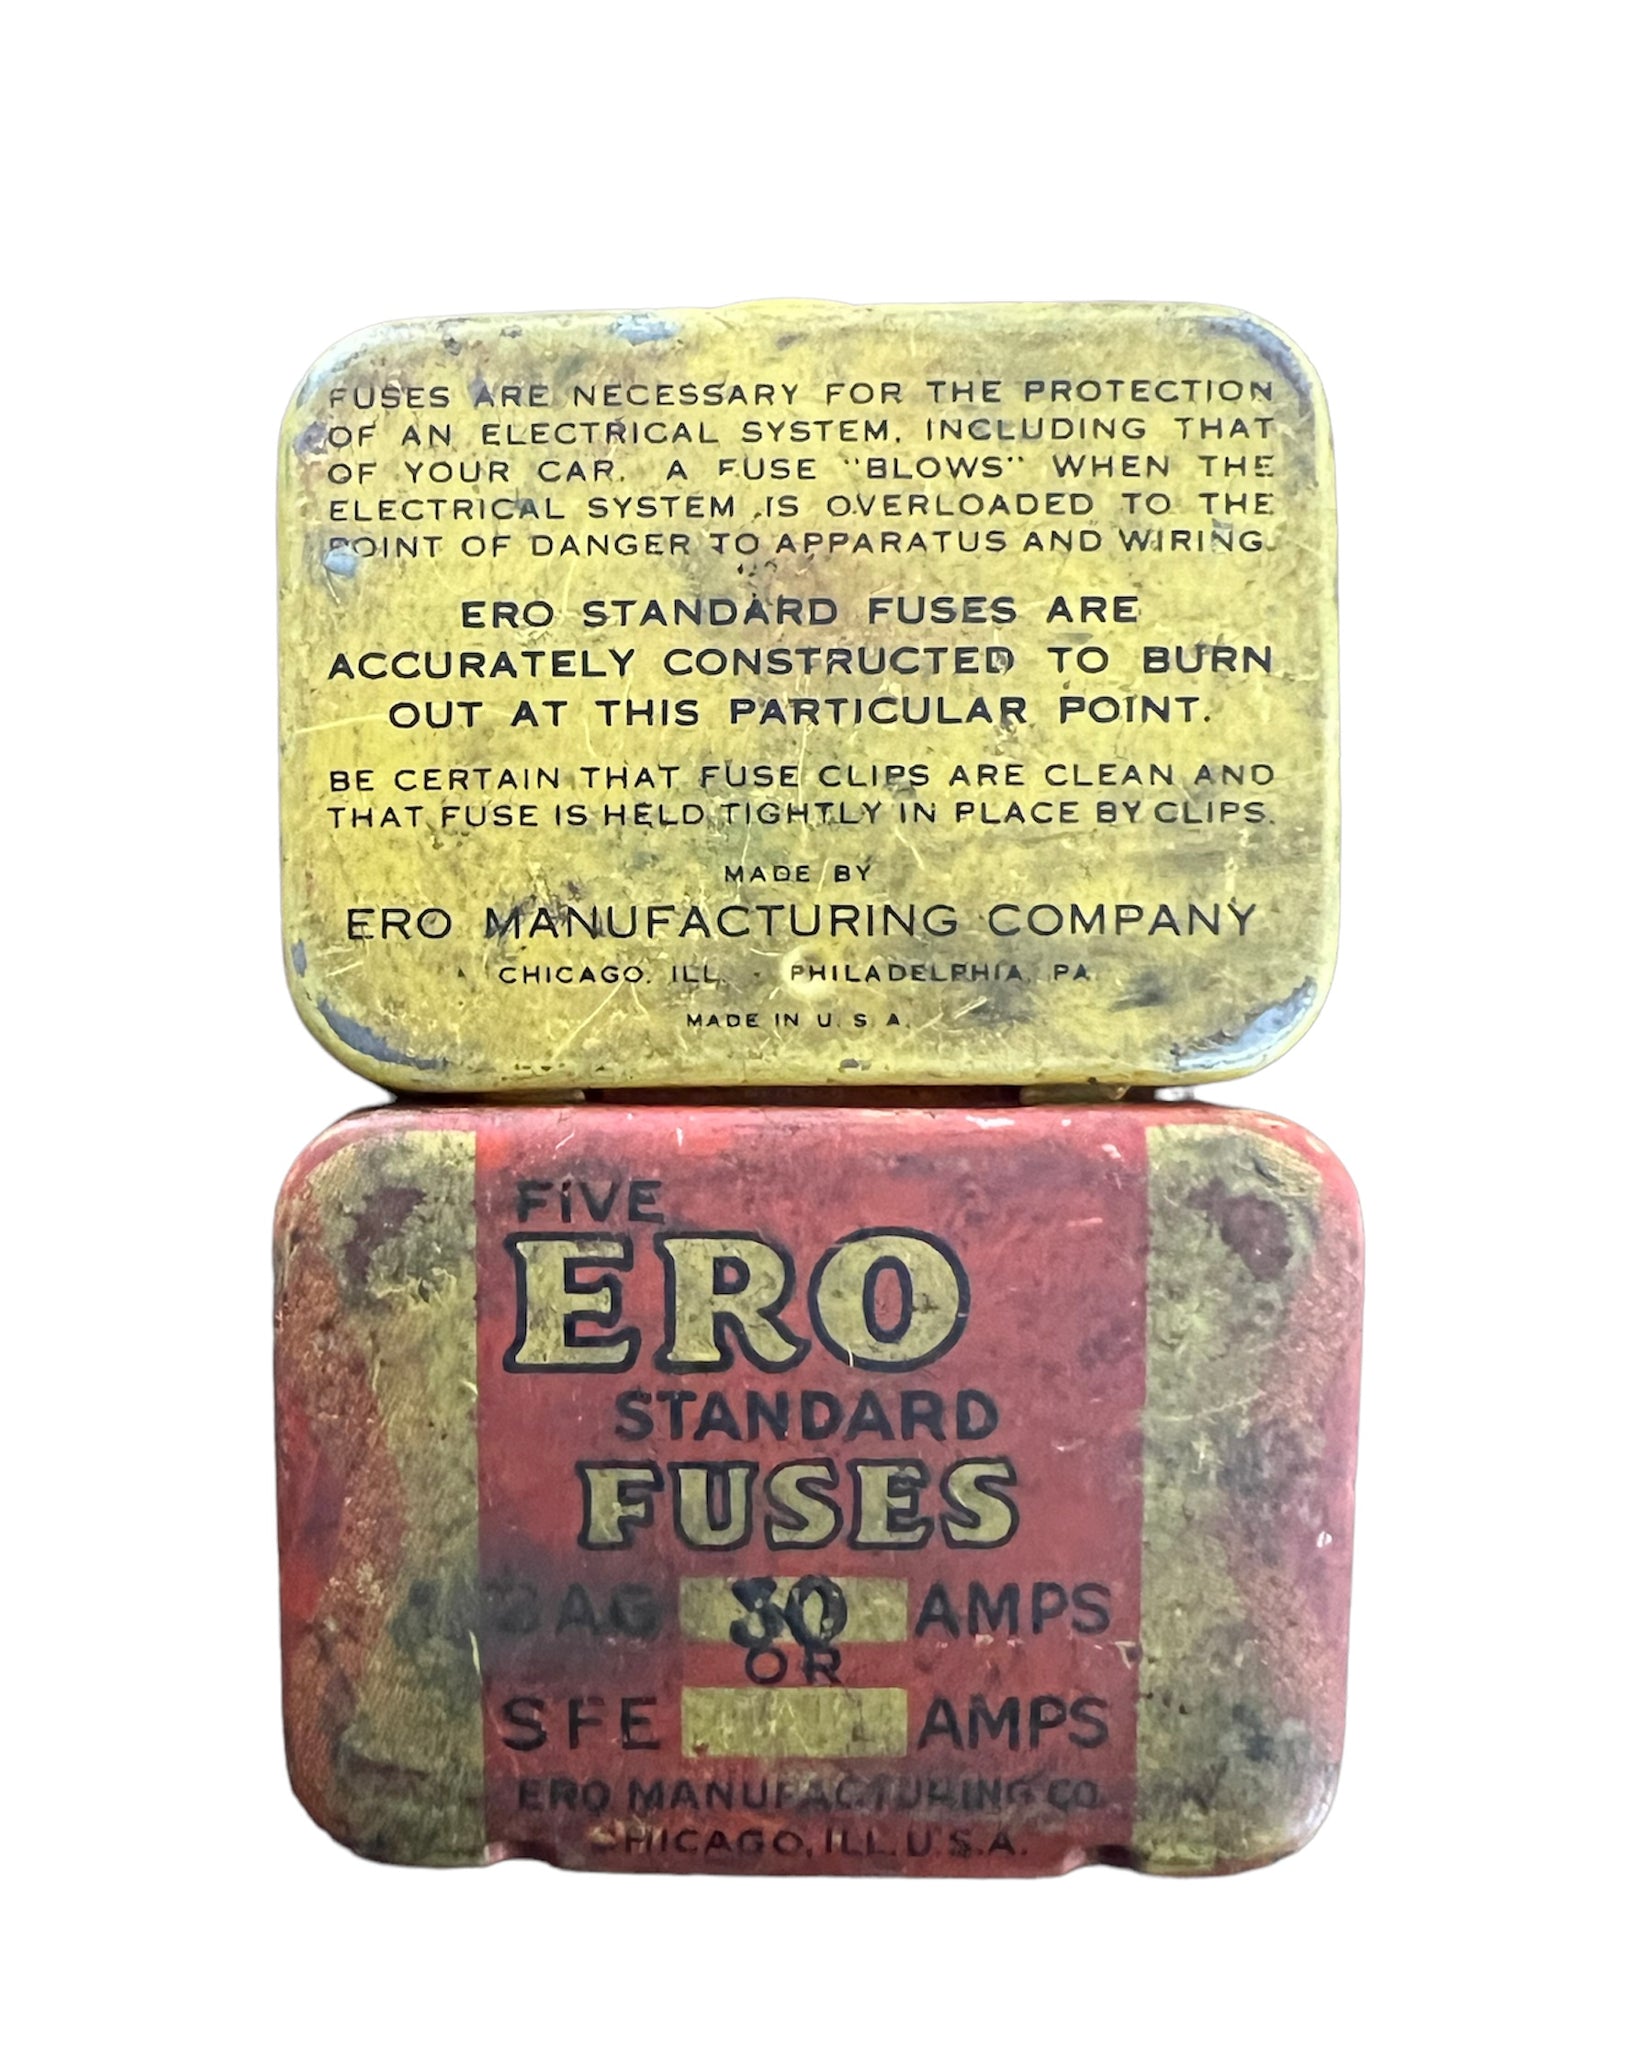 FUSES ARE NECESSARY FOR THE PROTECTION
OF AN ELECTRICAL SYSTEM, INCLUDING THAT
OF YOUR CAR. A FUSE "BLOWS" WHEN THE
ELECTRICAL SYSTEM IS OVERLOADED TO THE
POINT OF DANGER TO APPARATUS AND WIRING.
ERO STANDARD FUSES ARE
ACCURATELY CONSTRUCTED TO BURN
OUT AT THIS PARTICULAR POINT.
BE CERTAIN THAT FUSE CLIPS ARE CLEAN AND
THAT FUSE IS HELD TIGHTLY IN PLACE BY CLIPS.
MADE BY
ERO MANUFACTURING COMPANY
CHICAGO, ILL. - PHILADELPHIA, PA.
MADE IN U.S.A.
FIVE
ERO
STANDARD
FUSES
3AG 30 AMPS
OR
SFE AMPS
ERO MANUFACTURING CO.
CHICAGO, ILL. U.S.A.